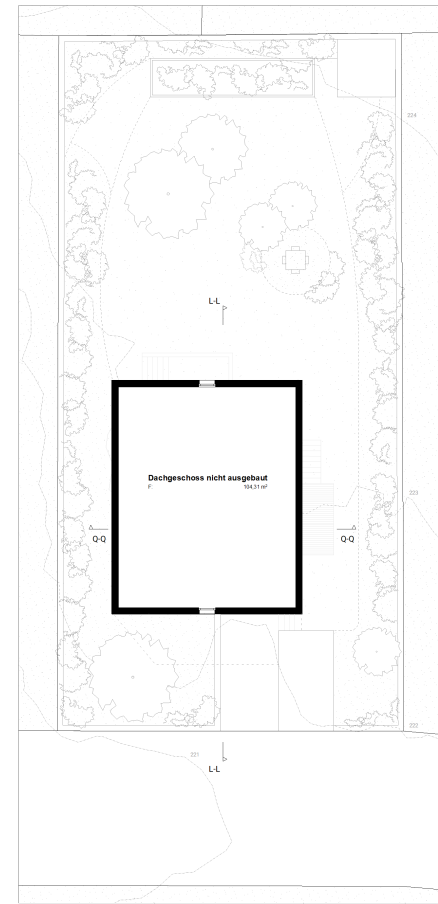 224
L-L
Dachgeschoss nicht ausgebaut
F 104.31 m²
223
Q-Q Q-Q
222
221
L-L